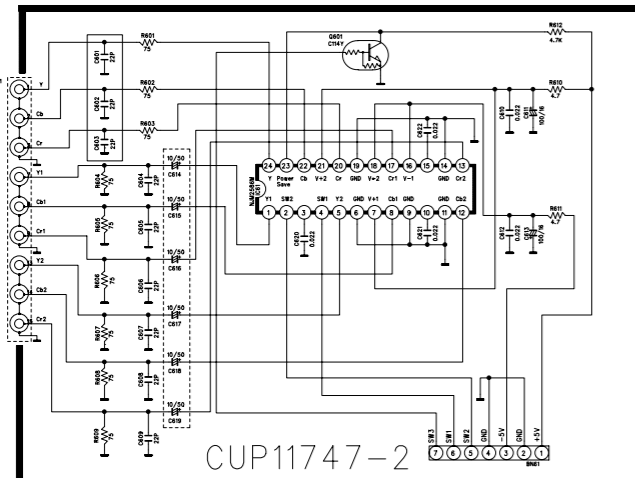 R612
4.7K
Q601
C114Y
R601
75
C601
22P
Y
R602
75
Cb
C602
22P
R610
4.7
C610
0.022
C611
100/16
R603
75
Cr
C603
22P
C622
0.022
10/50
C614
24 23 22 21 20 19 18 17 16 15 14 13
Y Power Save Cb V+2 Cr GND V+2 Cr1 V-1 GND Cr2
NJM2586M
IC61
Y1 SW2 SW1 Y2 GND V+1 Cb1 GND GND Cb2
1 2 3 4 5 6 7 8 9 10 11 12
Y1
R604
75
C604
22P
10/50
C615
Cb1
R605
75
C605
22P
C620
0.022
C621
0.022
R611
4.7
C612
0.022
C613
100/16
Cr1
10/50
C616
R606
75
C606
22P
Y2
10/50
C617
R607
75
C607
22P
Cb2
10/50
C618
R608
75
C608
22P
Cr2
10/50
C619
R609
75
C609
22P
CUP11747-2
SW3 SW1 SW2 GND -5V GND +5V
7 6 5 4 3 2 1
BN61